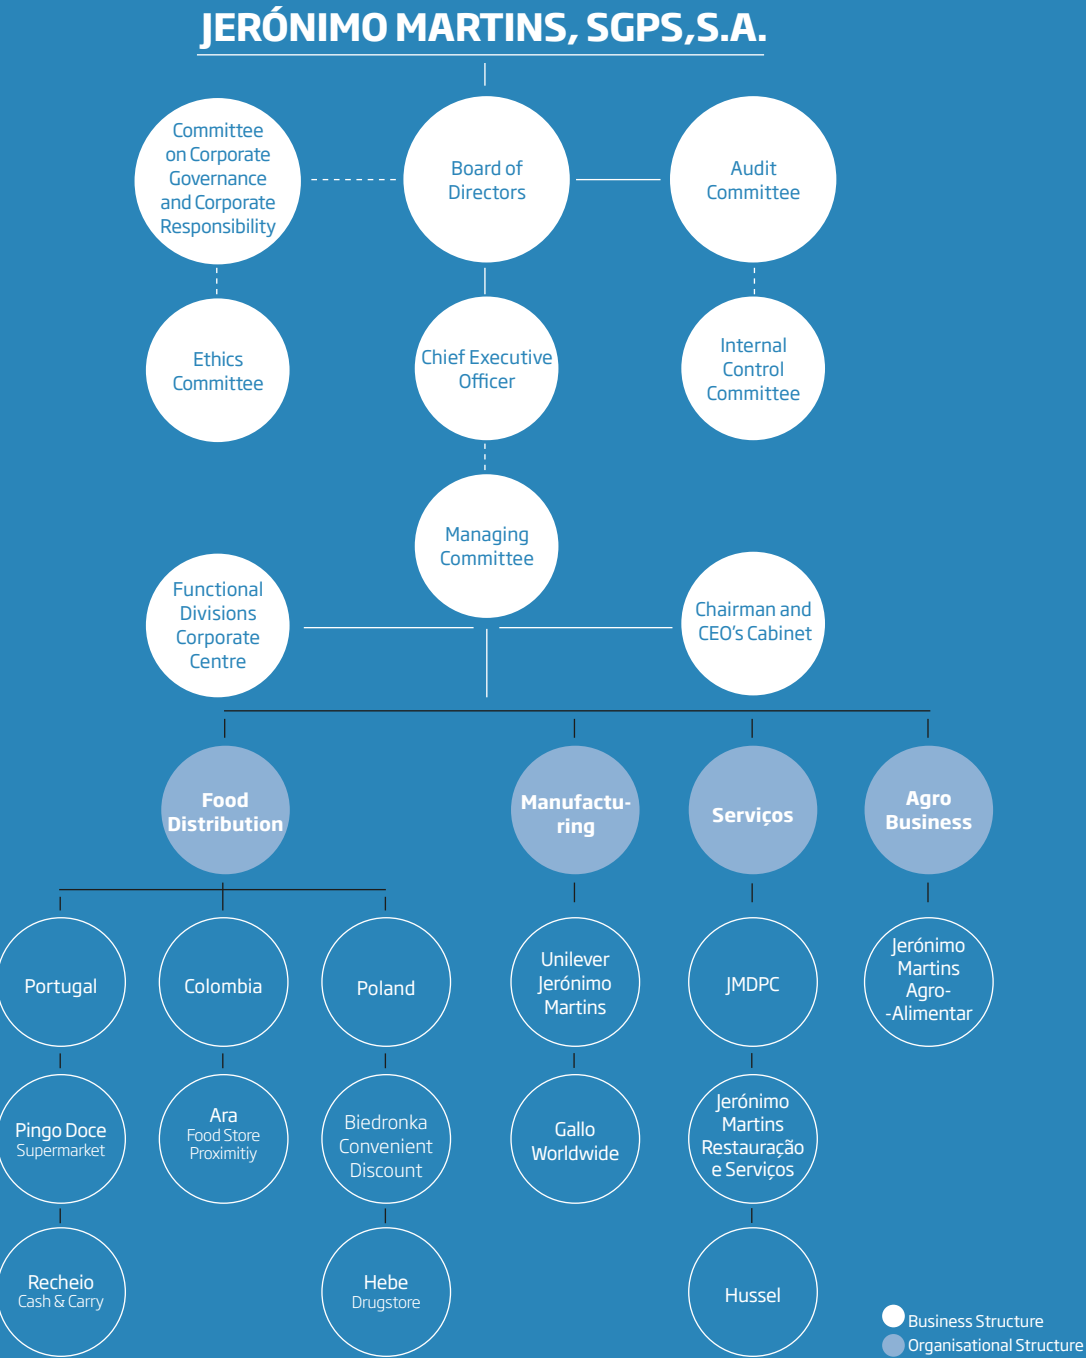 JERÓNIMO MARTINS, SGPS,S.A.
Committee
on Corporate
Governance
and Corporate
Responsibility
Board of
Directors
Audit
Committee
Ethics
Committee
Chief Executive
Officer
Internal
Control
Committee
Managing
Committee
Functional
Divisions
Corporate
Centre
Chairman and
CEO's Cabinet
Food
Distribution
Manufactu-
ring
Serviços
Agro
Business
Portugal
Colombia
Poland
Unilever
Jerónimo
Martins
JMDPC
Jerónimo
Martins
Agro-
-Alimentar
Pingo Doce
Supermarket
Ara
Food Store
Proximitiy
Biedronka
Convenient
Discount
Gallo
Worldwide
Jerónimo
Martins
Restauração
e Serviços
Recheio
Cash & Carry
Hebe
Drugstore
Hussel
Business Structure
Organisational Structure